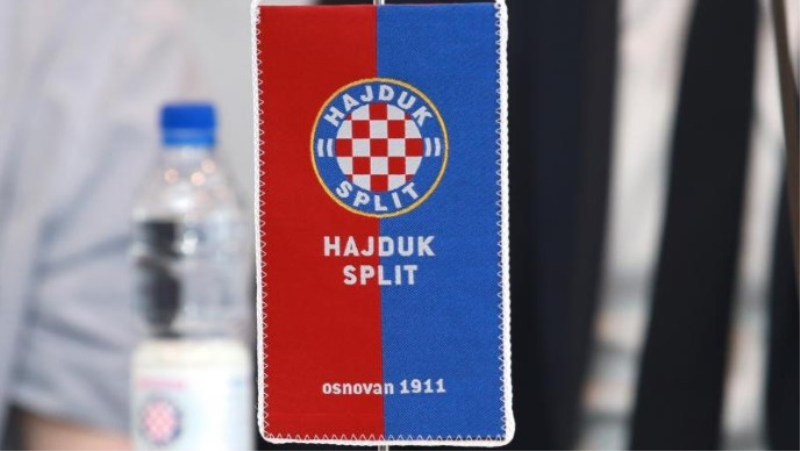 HAJDUK
SPLIT
HAJDUK
SPLIT
osnovan 1911